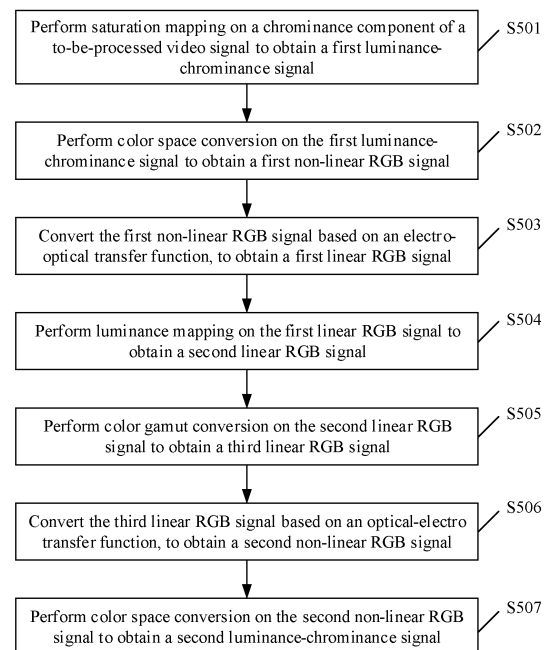 Perform saturation mapping on a chrominance component of a
to-be-processed video signal to obtain a first luminance-
chrominance signal
S501
Perform color space conversion on the first luminance-
chrominance signal to obtain a first non-linear RGB signal
S502
Convert the first non-linear RGB signal based on an electro-
optical transfer function, to obtain a first linear RGB signal
S503
Perform luminance mapping on the first linear RGB signal to
obtain a second linear RGB signal
S504
Perform color gamut conversion on the second linear RGB
signal to obtain a third linear RGB signal
S505
Convert the third linear RGB signal based on an optical-electro
transfer function, to obtain a second non-linear RGB signal
S506
Perform color space conversion on the second non-linear RGB
signal to obtain a second luminance-chrominance signal
S507